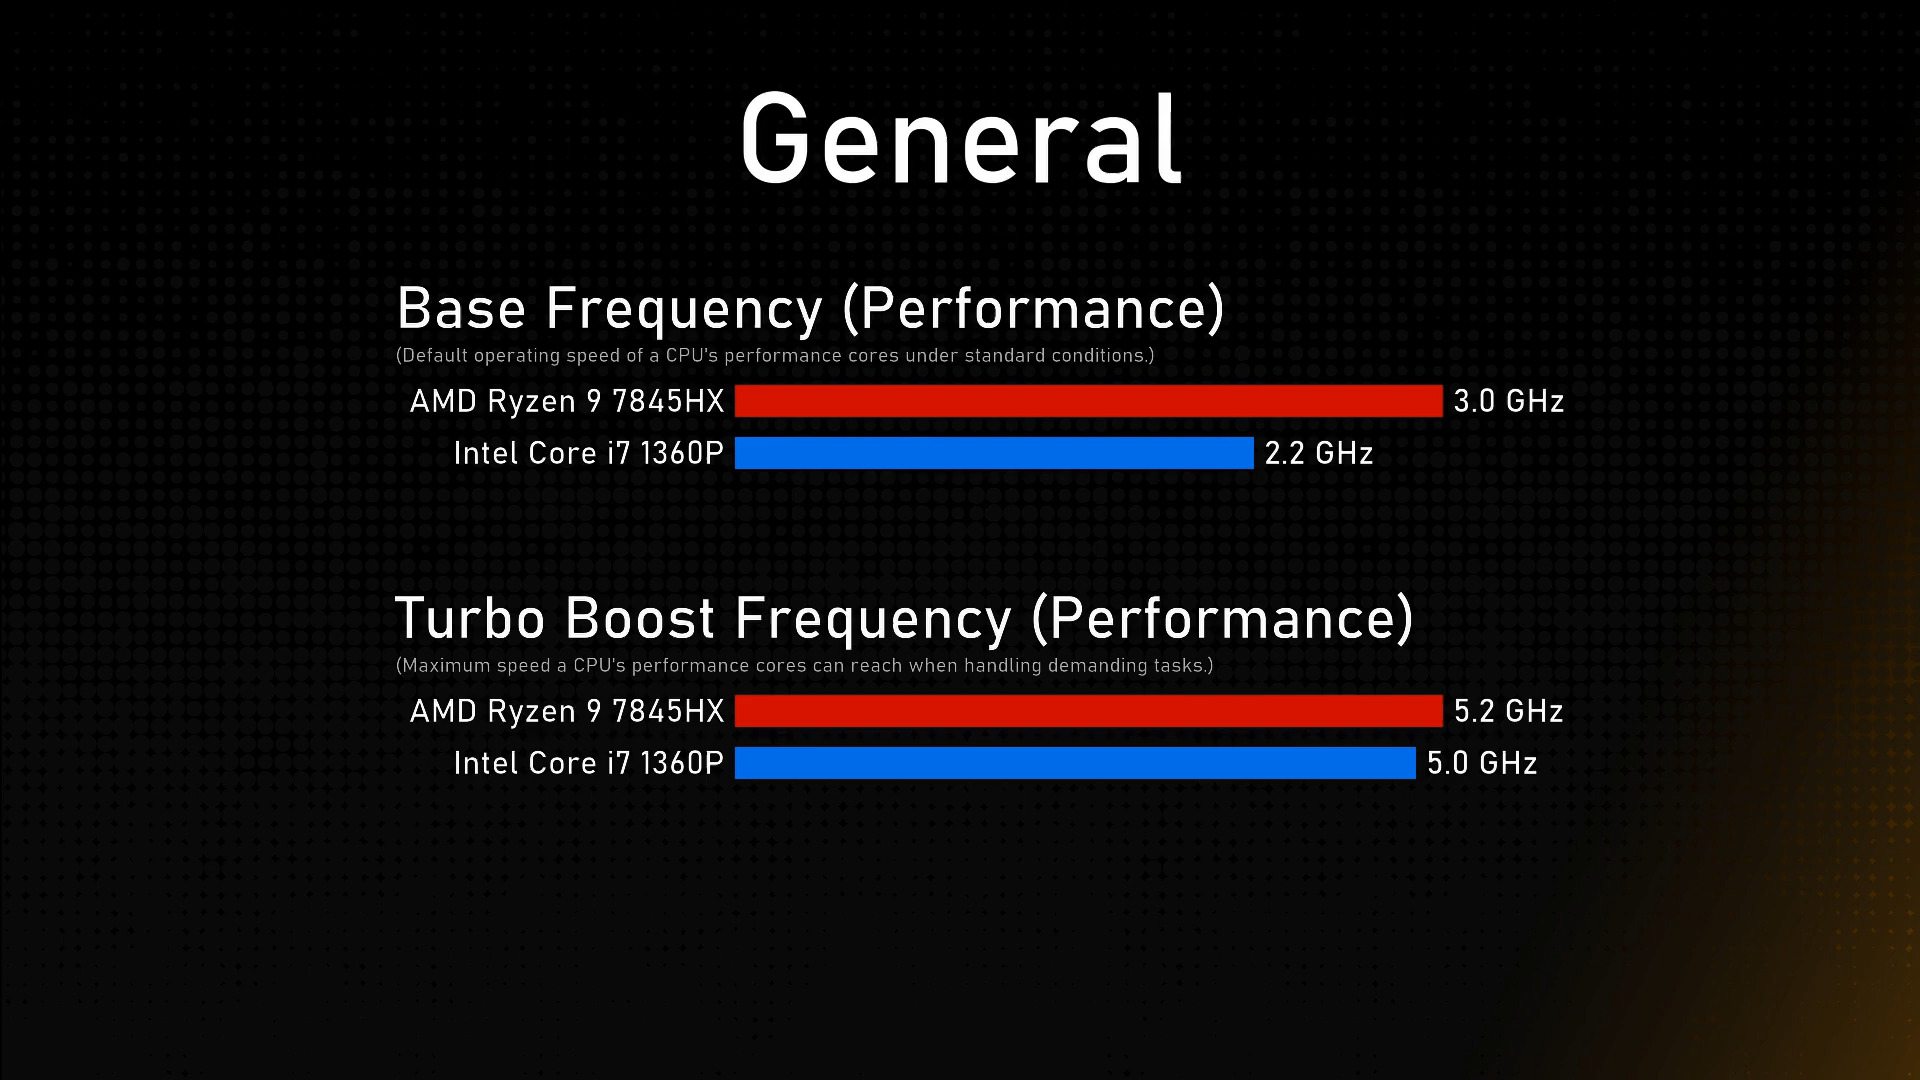 General
Base Frequency (Performance)
(Default operating speed of a CPU's performance cores under standard conditions.)
AMD Ryzen 9 7845HX 3.0 GHz
Intel Core i7 1360P 2.2 GHz
Turbo Boost Frequency (Performance)
(Maximum speed a CPU's performance cores can reach when handling demanding tasks.)
AMD Ryzen 9 7845HX 5.2 GHz
Intel Core i7 1360P 5.0 GHz